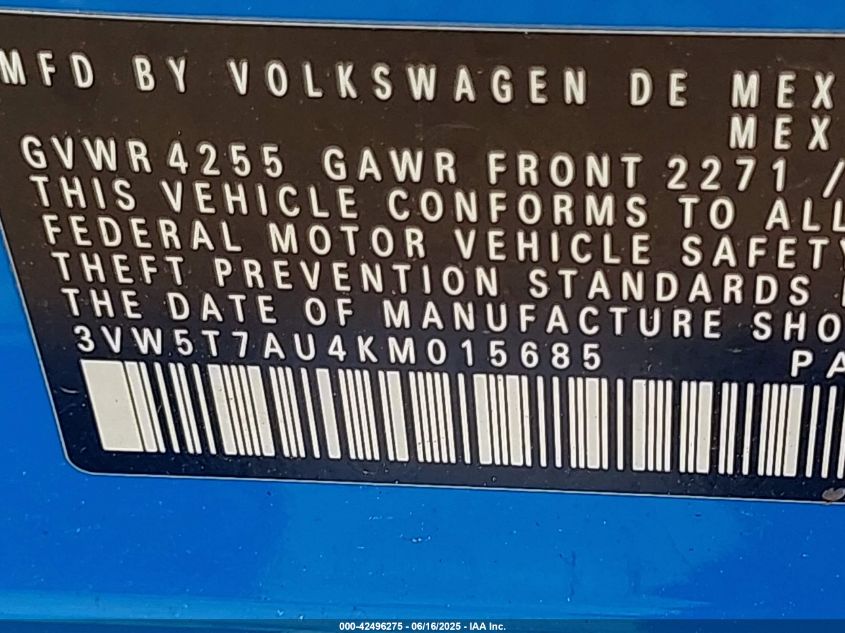 MFD BY VOLKSWAGEN DE MEX
MEX
GVWR 4255 GAWR FRONT 2271 /
THIS VEHICLE CONFORMS TO ALL
FEDERAL MOTOR VEHICLE SAFETY
THEFT PREVENTION STANDARDS
THE DATE OF MANUFACTURE SHO
3VW5T7AU4KM015685 PA
000-42496275 - 06/16/2025 - IAA Inc.